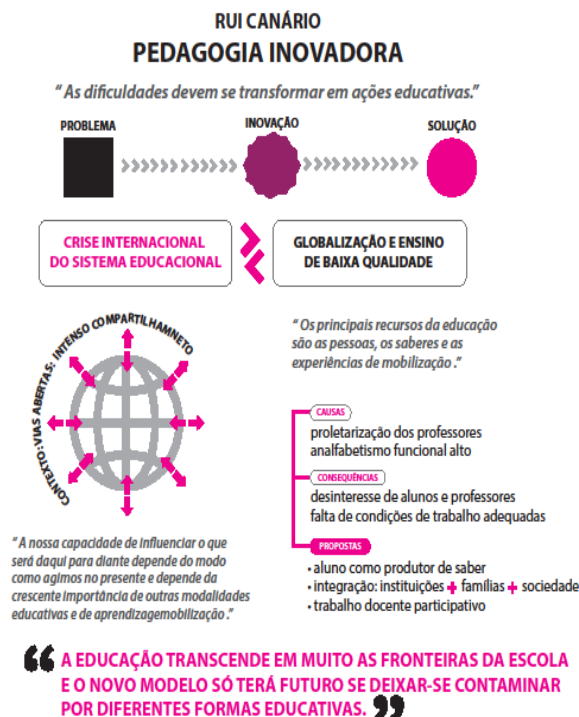 RUI CANÁRIO
PEDAGOGIA INOVADORA
" As dificuldades devem se transformar em ações educativas."
PROBLEMA
INOVAÇÃO
SOLUÇÃO
CRISE INTERNACIONAL
DO SISTEMA EDUCACIONAL
GLOBALIZAÇÃO E ENSINO
DE BAIXA QUALIDADE
CONTEXTO: VIAS ABERTAS: INTENSO COMPARTILHAMNETO
" A nossa capacidade de influenciar o que
será daqui para diante depende do modo
como agimos no presente e depende da
crescente importância de outras modalidades
educativas e de aprendizagemobilização ."
" Os principais recursos da educação
são as pessoas, os saberes e as
experiências de mobilização ."
CAUSAS
proletarização dos professores
analfabetismo funcional alto
CONSEQUÊNCIAS
desinteresse de alunos e professores
falta de condições de trabalho adequadas
PROPOSTAS
• aluno como produtor de saber
• integração: instituições + famílias + sociedade
• trabalho docente participativo
“ A EDUCAÇÃO TRANSCENDE EM MUITO AS FRONTEIRAS DA ESCOLA
E O NOVO MODELO SÓ TERÁ FUTURO SE DEIXAR-SE CONTAMINAR
POR DIFERENTES FORMAS EDUCATIVAS. ”